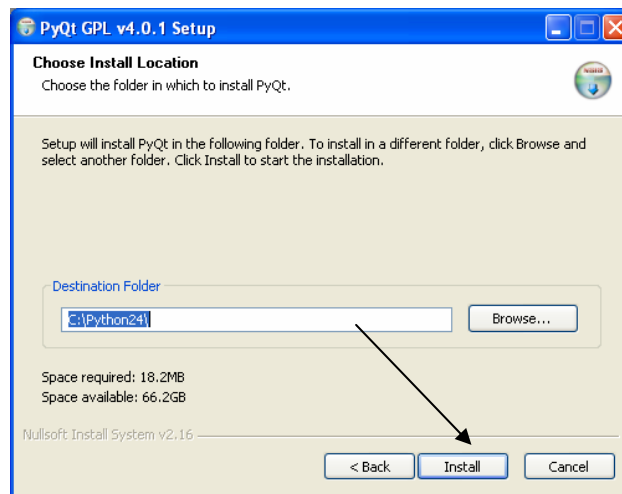 PyQt GPL v4.0.1 Setup
Choose Install Location
Choose the folder in which to install PyQt.
Setup will install PyQt in the following folder. To install in a different folder, click Browse and
select another folder. Click Install to start the installation.
Destination Folder
C:\Python24\
Browse...
Space required: 18.2MB
Space available: 66.2GB
Nullsoft Install System v2.16
< Back
Install
Cancel